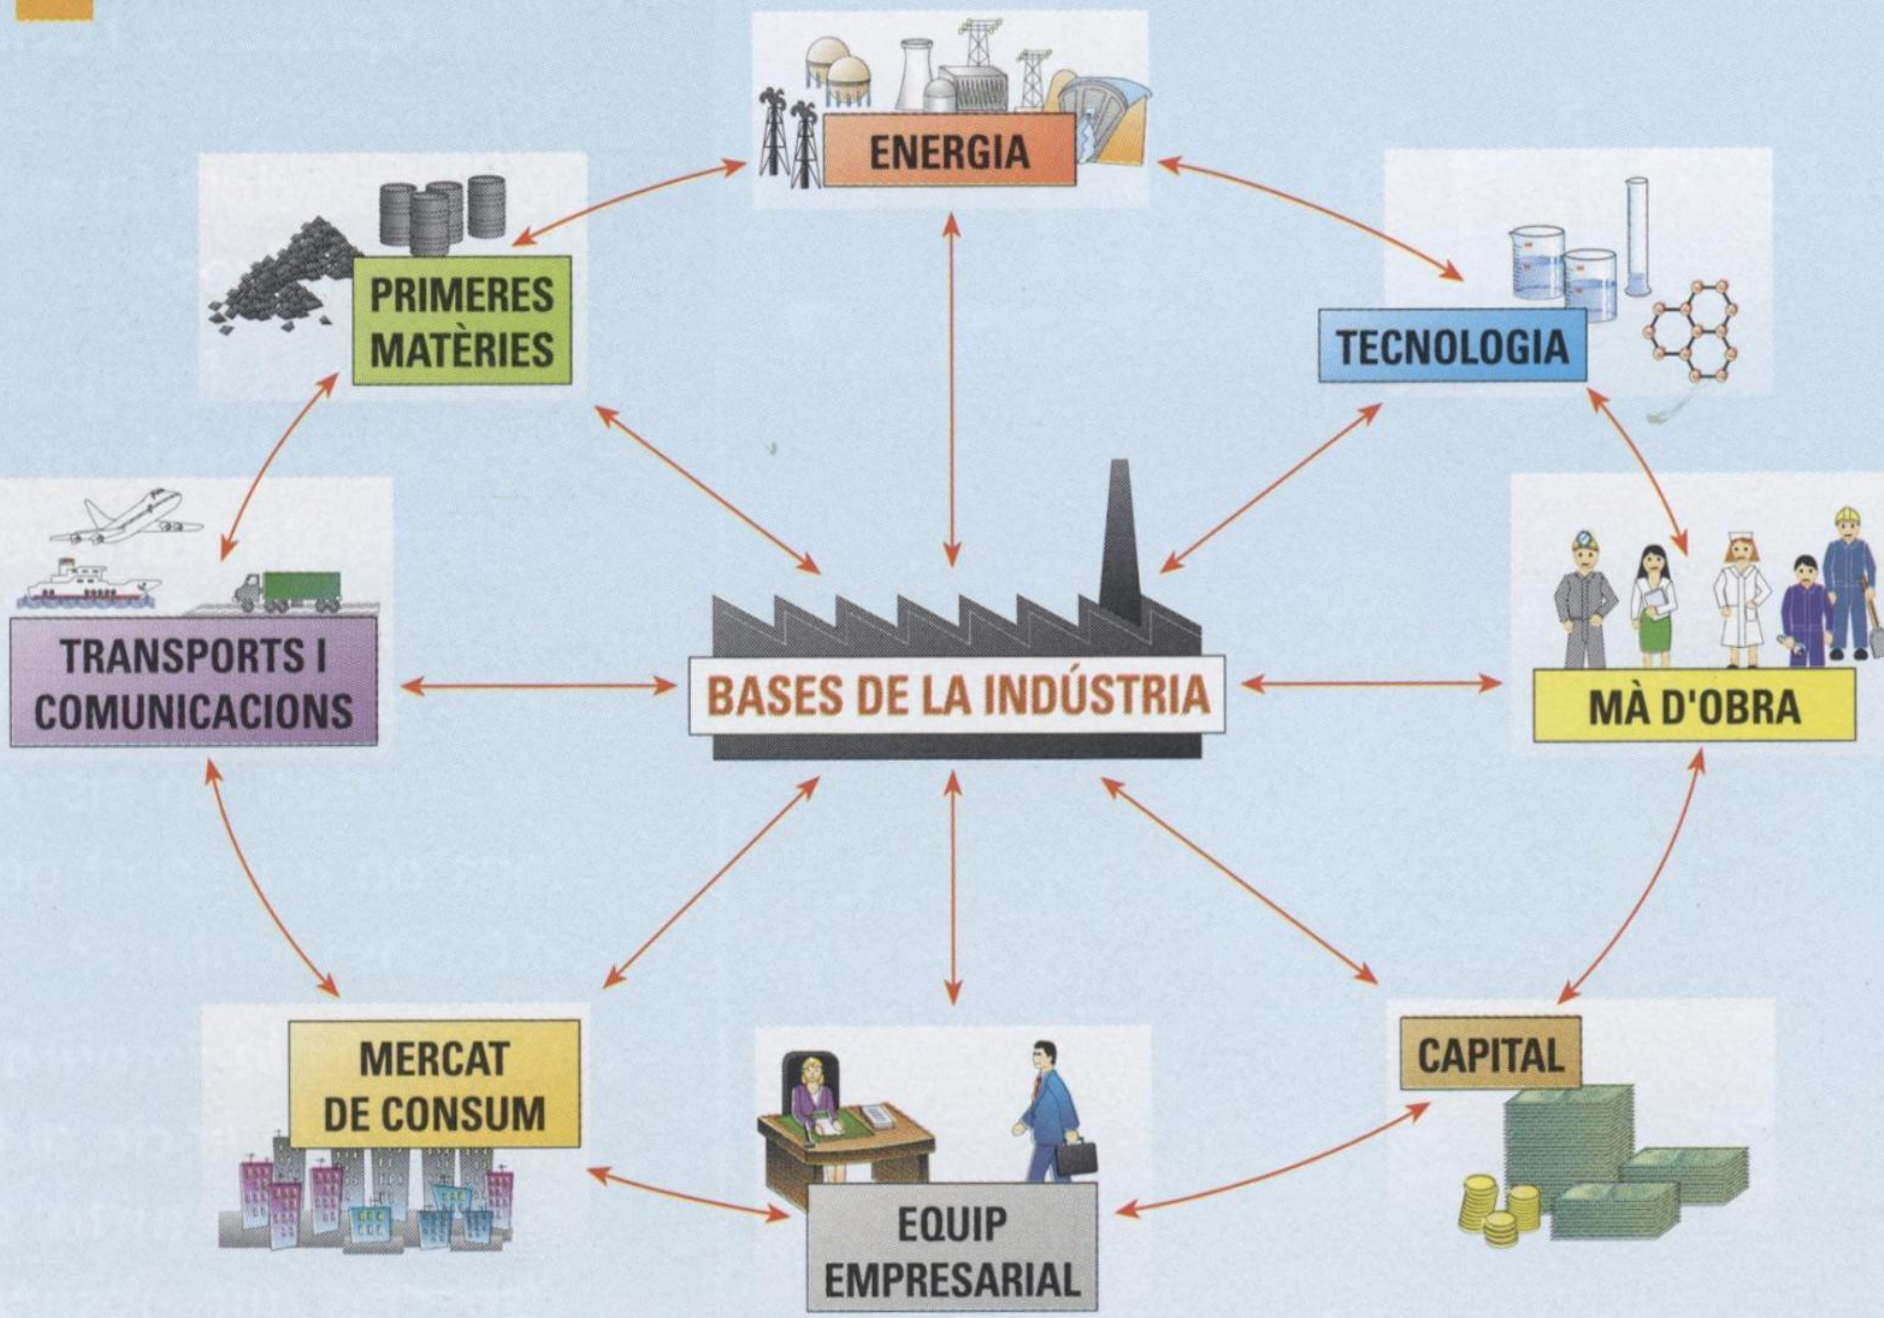 ENERGIA
PRIMERES
MATÈRIES
TECNOLOGIA
TRANSPORTS I
COMUNICACIONS
BASES DE LA INDÚSTRIA
MÀ D'OBRA
MERCAT
DE CONSUM
CAPITAL
EQUIP
EMPRESARIAL